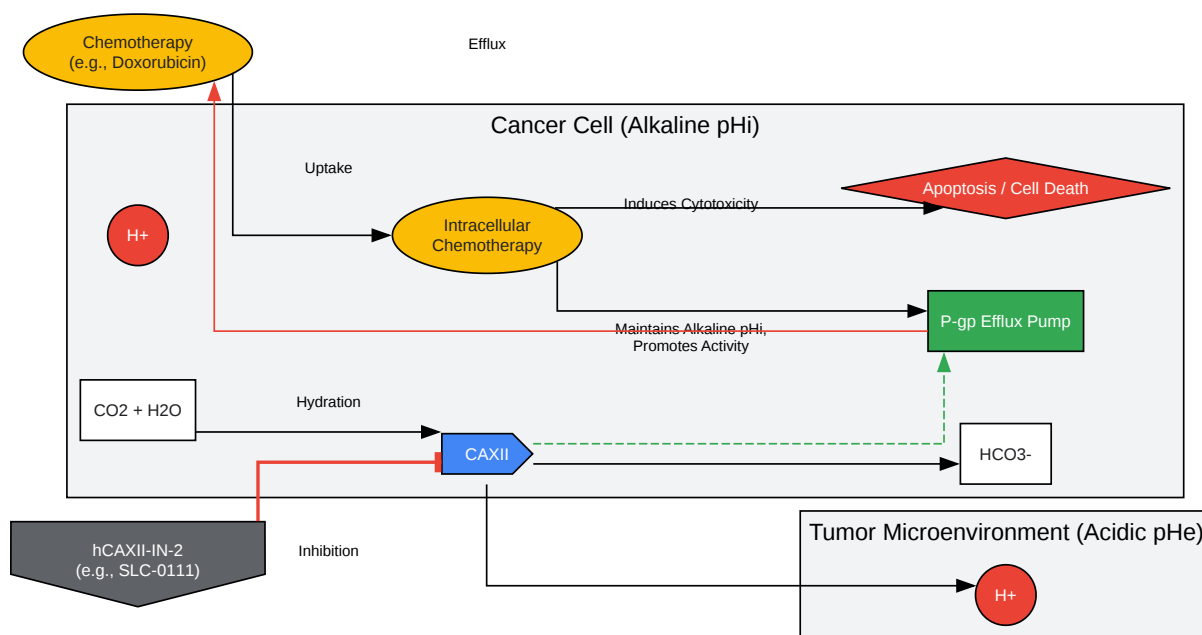 Chemotherapy
(e.g., Doxorubicin)
Efflux
Cancer Cell (Alkaline pHi)
Uptake
Apoptosis / Cell Death
Induces Cytotoxicity
H+
Intracellular
Chemotherapy
P-gp Efflux Pump
Maintains Alkaline pHi,
Promotes Activity
CO2 + H2O
Hydration
CAXII
HCO3-
Tumor Microenvironment (Acidic pHe)
hCAXII-IN-2
(e.g., SLC-0111)
Inhibition
H+